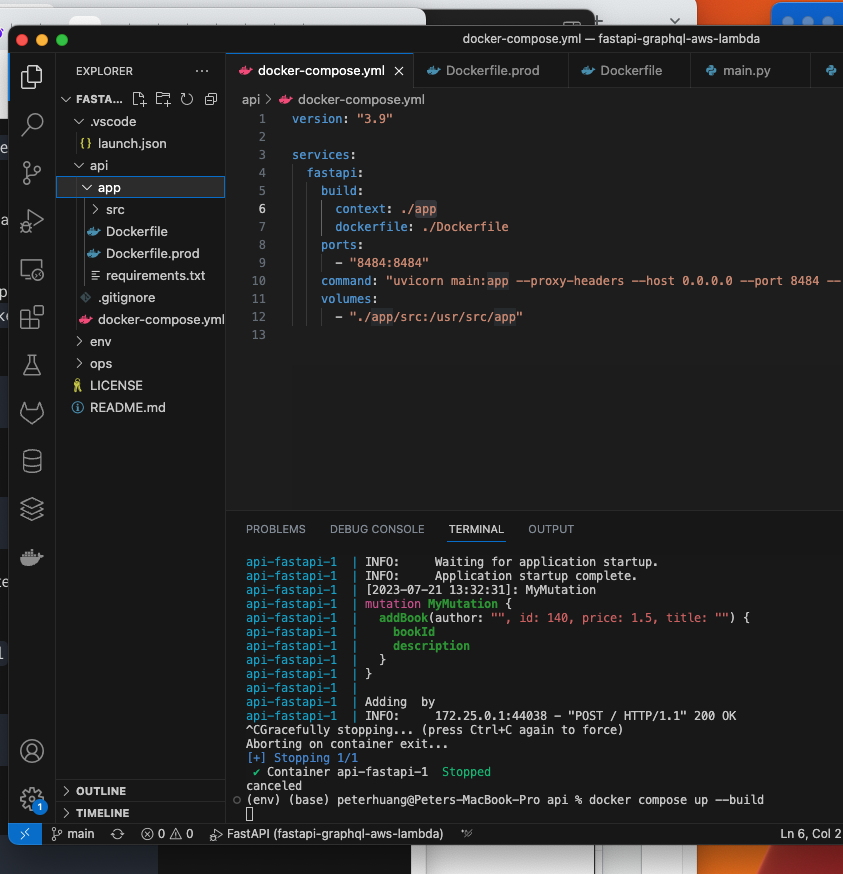 docker-compose.yml — fastapi-graphql-aws-lambda
EXPLORER
FASTA...
.vscode
launch.json
api
app
src
Dockerfile
Dockerfile.prod
requirements.txt
.gitignore
docker-compose.yml
env
ops
LICENSE
README.md
OUTLINE
TIMELINE
docker-compose.yml
Dockerfile.prod
Dockerfile
main.py
api > docker-compose.yml
1 version: "3.9"
2
3 services:
4 fastapi:
5 build:
6 context: ./app
7 dockerfile: ./Dockerfile
8 ports:
9 - "8484:8484"
10 command: "uvicorn main:app --proxy-headers --host 0.0.0.0 --port 8484 --
11 volumes:
12 - "./app/src:/usr/src/app"
13
PROBLEMS DEBUG CONSOLE TERMINAL OUTPUT
api-fastapi-1 | INFO: Waiting for application startup.
api-fastapi-1 | INFO: Application startup complete.
api-fastapi-1 | [2023-07-21 13:32:31]: MyMutation
api-fastapi-1 | mutation MyMutation {
api-fastapi-1 | addBook(author: "", id: 140, price: 1.5, title: "") {
api-fastapi-1 | bookId
api-fastapi-1 | description
api-fastapi-1 | }
api-fastapi-1 | }
api-fastapi-1 |
api-fastapi-1 | Adding by
api-fastapi-1 | INFO: 172.25.0.1:44038 - "POST / HTTP/1.1" 200 OK
^CGracefully stopping... (press Ctrl+C again to force)
Aborting on container exit...
[+] Stopping 1/1
✔ Container api-fastapi-1 Stopped
canceled
(env) (base) peterhuang@Peters-MacBook-Pro api % docker compose up --build
1
main 0 0 FastAPI (fastapi-graphql-aws-lambda) Ln 6, Col 2